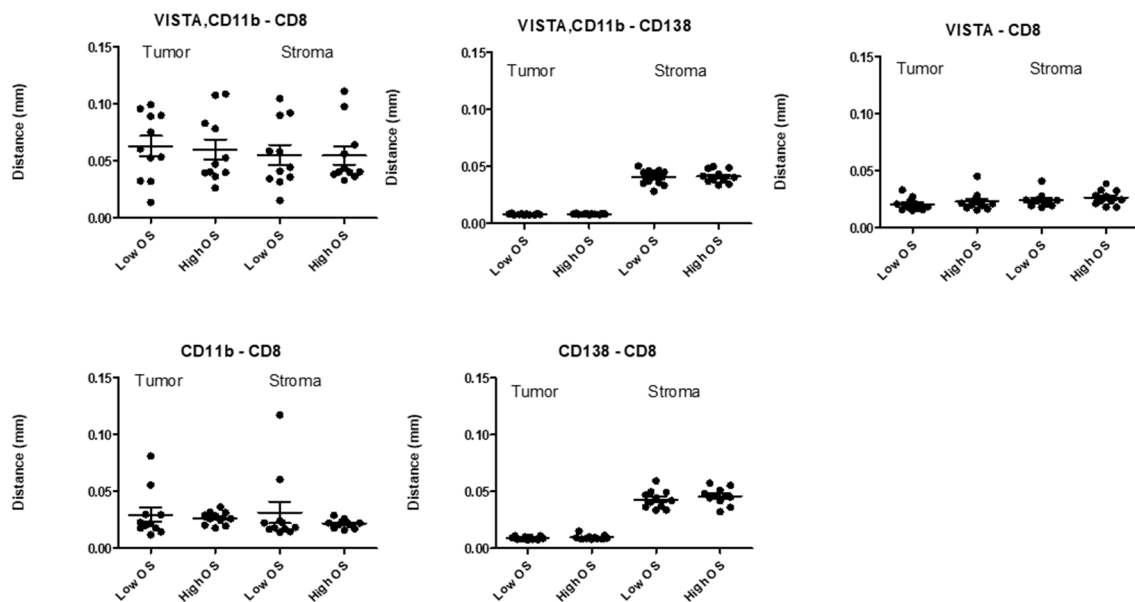 VISTA,CD11b - CD8
Distance (mm)
0.15
0.10
0.05
0.00
Tumor
Stroma
Low OS
High OS
Low OS
High OS
VISTA,CD11b - CD138
Distance (mm)
0.15
0.10
0.05
0.00
Tumor
Stroma
Low OS
High OS
Low OS
High OS
VISTA - CD8
Distance (mm)
0.15
0.10
0.05
0.00
Tumor
Stroma
Low OS
High OS
Low OS
High OS
CD11b - CD8
Distance (mm)
0.15
0.10
0.05
0.00
Tumor
Stroma
Low OS
High OS
Low OS
High OS
CD138 - CD8
Distance (mm)
0.15
0.10
0.05
0.00
Tumor
Stroma
Low OS
High OS
Low OS
High OS